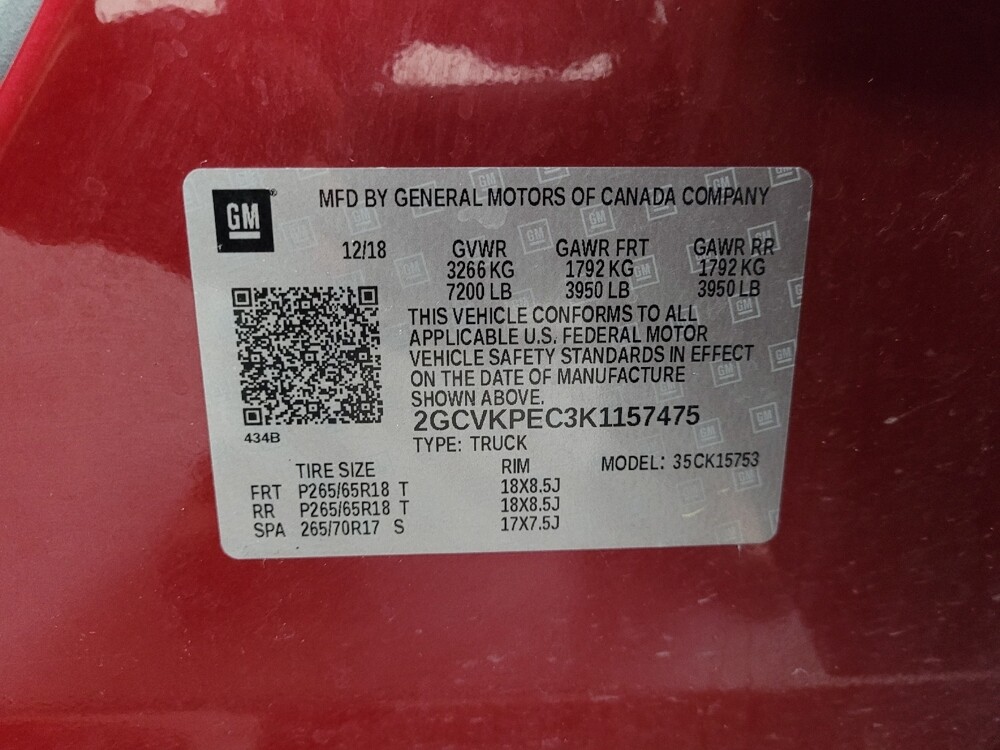 GM
MFD BY GENERAL MOTORS OF CANADA COMPANY
12/18 GVWR GAWR FRT GAWR RR
3266 KG 1792 KG 1792 KG
7200 LB 3950 LB 3950 LB
THIS VEHICLE CONFORMS TO ALL
APPLICABLE U.S. FEDERAL MOTOR
VEHICLE SAFETY STANDARDS IN EFFECT
ON THE DATE OF MANUFACTURE
SHOWN ABOVE.
2GCVKPEC3K1157475
434B
TYPE: TRUCK
TIRE SIZE RIM MODEL: 35CK15753
FRT P265/65R18 T 18X8.5J
RR P265/65R18 T 18X8.5J
SPA 265/70R17 S 17X7.5J